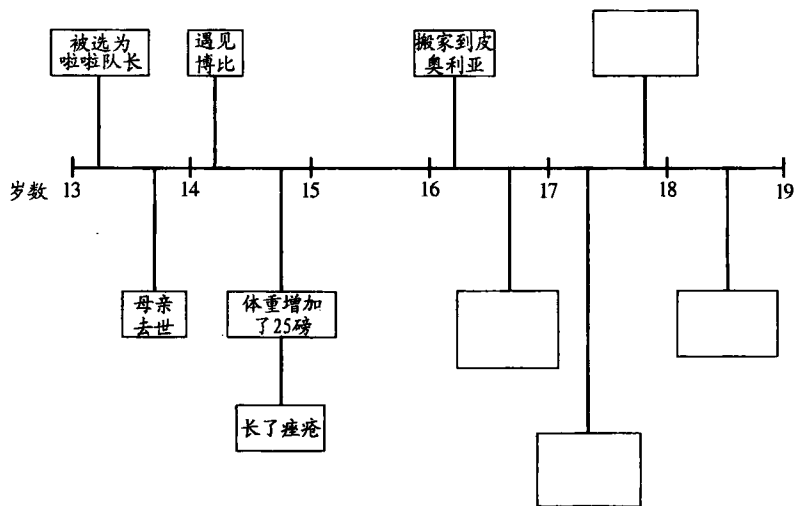 被选为
啦啦队长
遇见
博比
搬家到皮
奥利亚
岁数
13
14
15
16
17
18
19
母亲
去世
体重增加
了25磅
长了痤疮